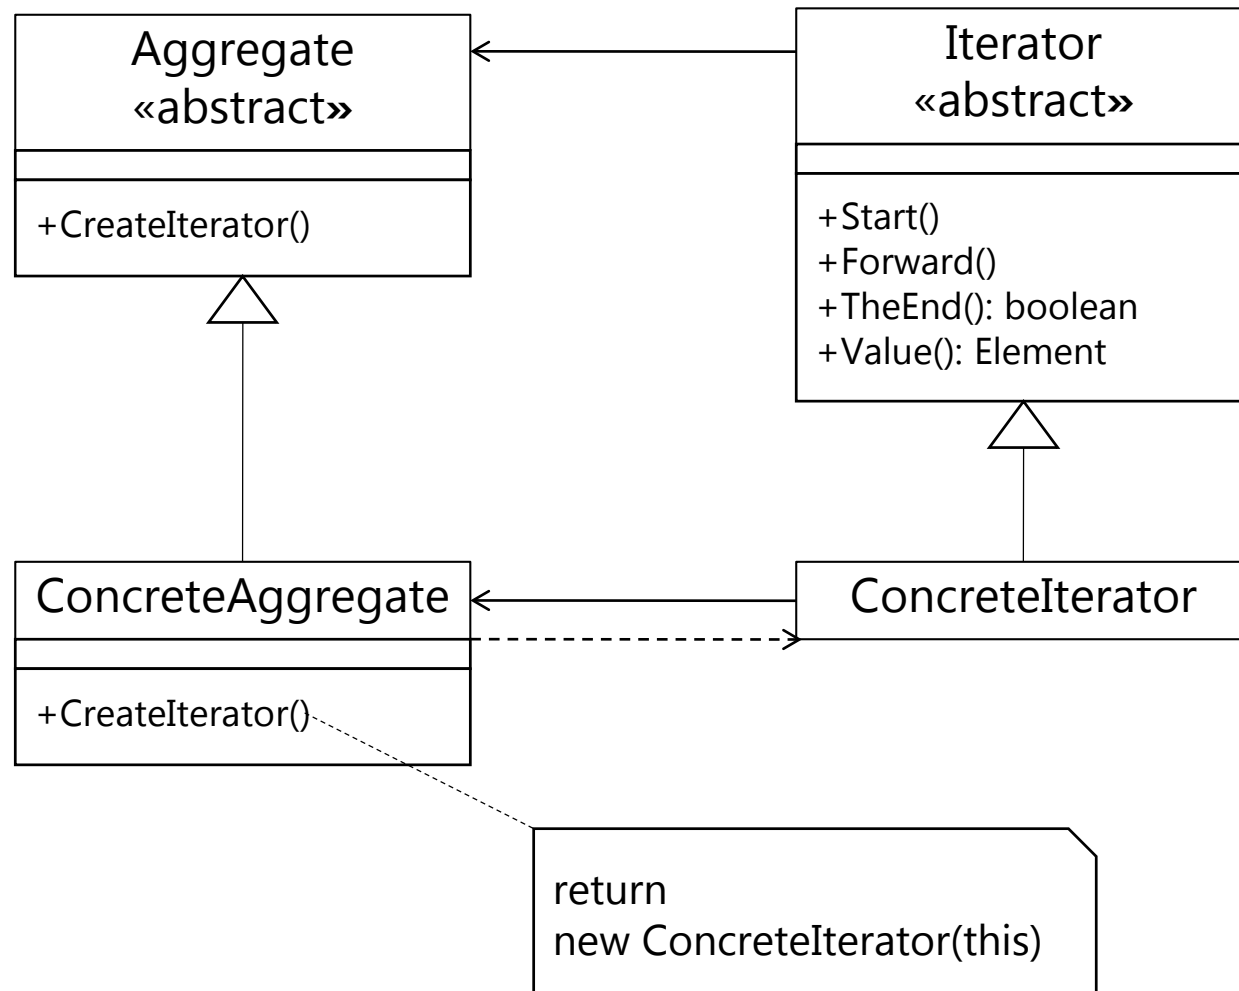 Aggregate
«abstract»
+CreateIterator()
Iterator
«abstract»
+Start()
+Forward()
+TheEnd(): boolean
+Value(): Element
ConcreteAggregate
+CreateIterator()
ConcreteIterator
return
new ConcreteIterator(this)